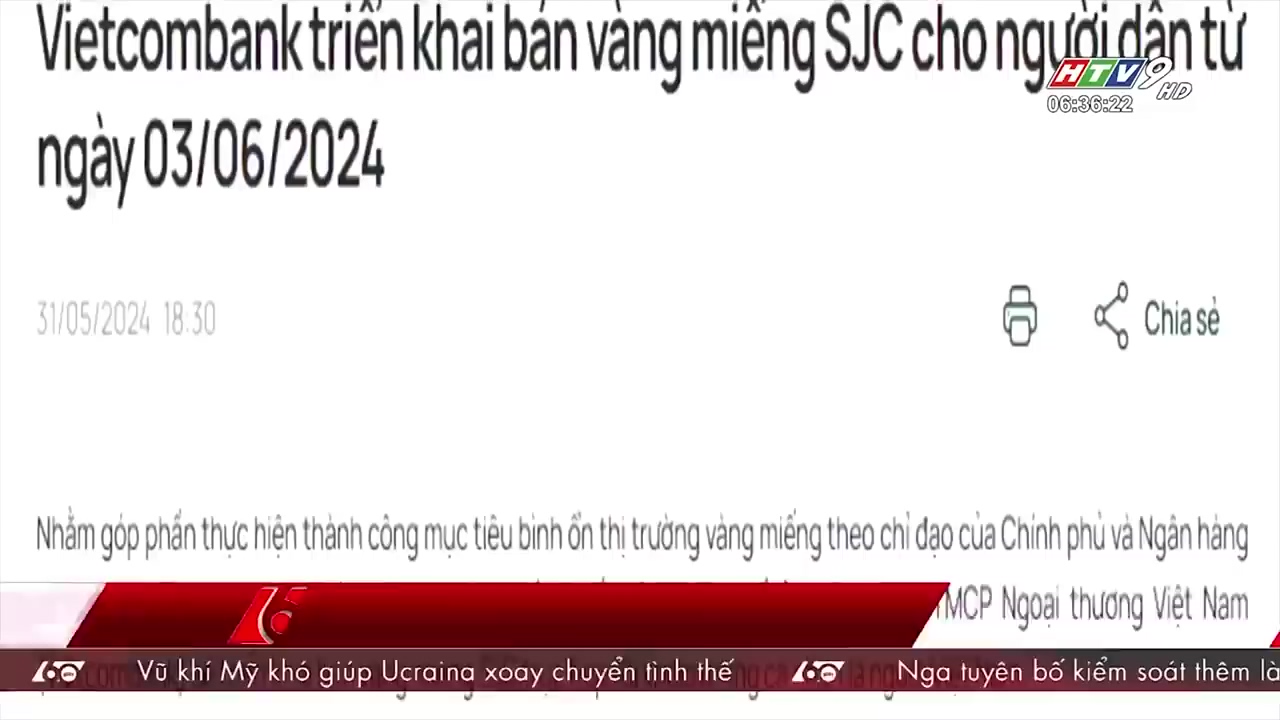 Vietcombank triển khai bán vàng miếng SJC cho người dân từ
ngày 03/06/2024
HTV9 HD
06:36:22
31/05/2024 18:30
Chia sẻ
Nhằm góp phần thực hiện thành công mục tiêu bình ổn thị trường vàng miếng theo chỉ đạo của Chính phủ và Ngân hàng
TMCP Ngoại thương Việt Nam
Vũ khí Mỹ khó giúp Ucraina xoay chuyển tình thế
Nga tuyên bố kiểm soát thêm là